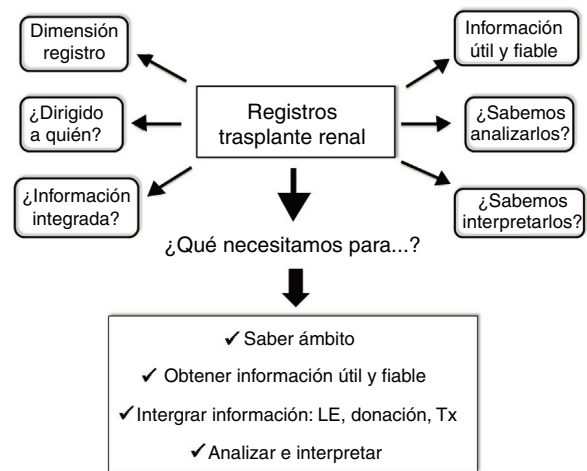 Dimensión
registro
¿Dirigido
a quién?
¿Información
integrada?
Registros
trasplante renal
Información
útil y fiable
¿Sabemos
analizarlos?
¿Sabemos
interpretarlos?
¿Qué necesitamos para...?
✓ Saber ámbito
✓ Obtener información útil y fiable
✓ Intergrar información: LE, donación, Tx
✓ Analizar e interpretar